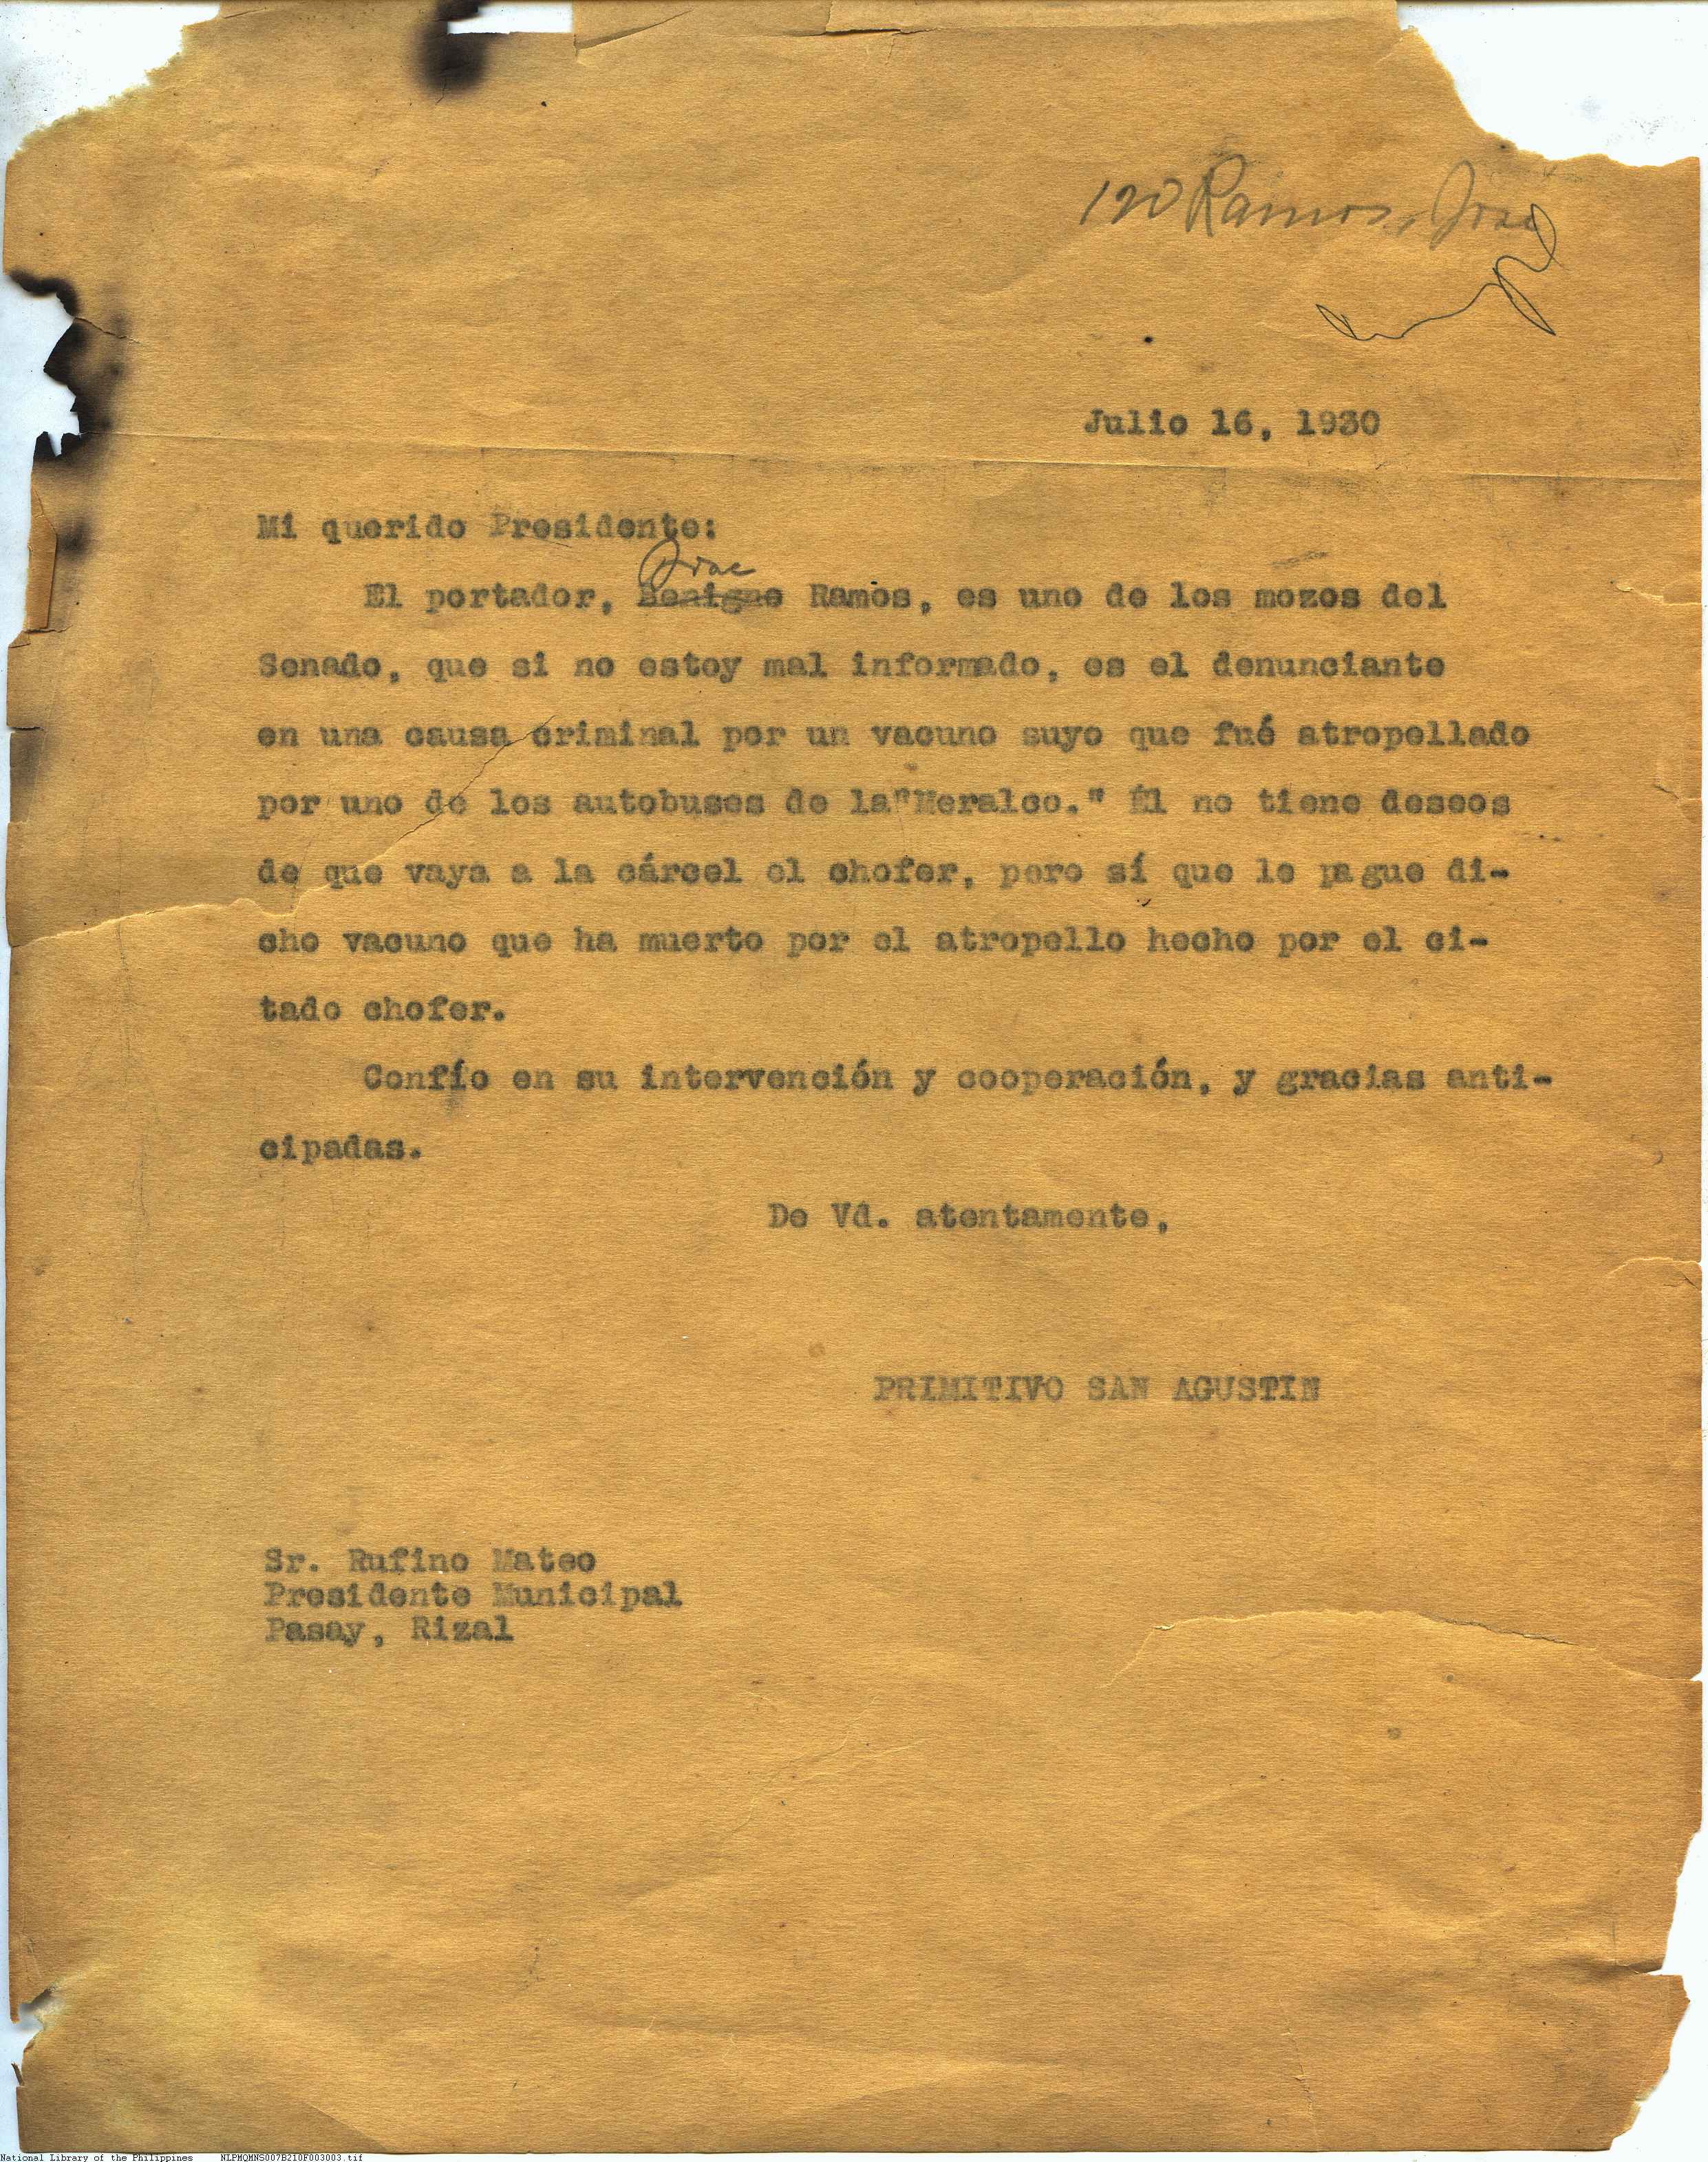 120 Ramos, Isac
Julio 16, 1930
Mi querido Presidente:
Isac
El portador, Benigno Ramos, es uno de los mozos del
Senado, que si no estoy mal informado, es el denunciante
en una causa criminal por un vacuno suyo que fué atropellado
por uno de los autobuses de la"Meralco." Él no tiene deseos
de que vaya a la cárcel el chofer, pero sí que le pague di-
cho vacuno que ha muerto por el atropello hecho por el ci-
tado chofer.
Confío en su intervención y cooperación, y gracias anti-
cipadas.
De Vd. atentamente,
PRIMITIVO SAN AGUSTIN
Sr. Rufino Mateo
Presidente Municipal
Pasay, Rizal
National Library of the Philippines NLPMQMNS007B210F003003.tif